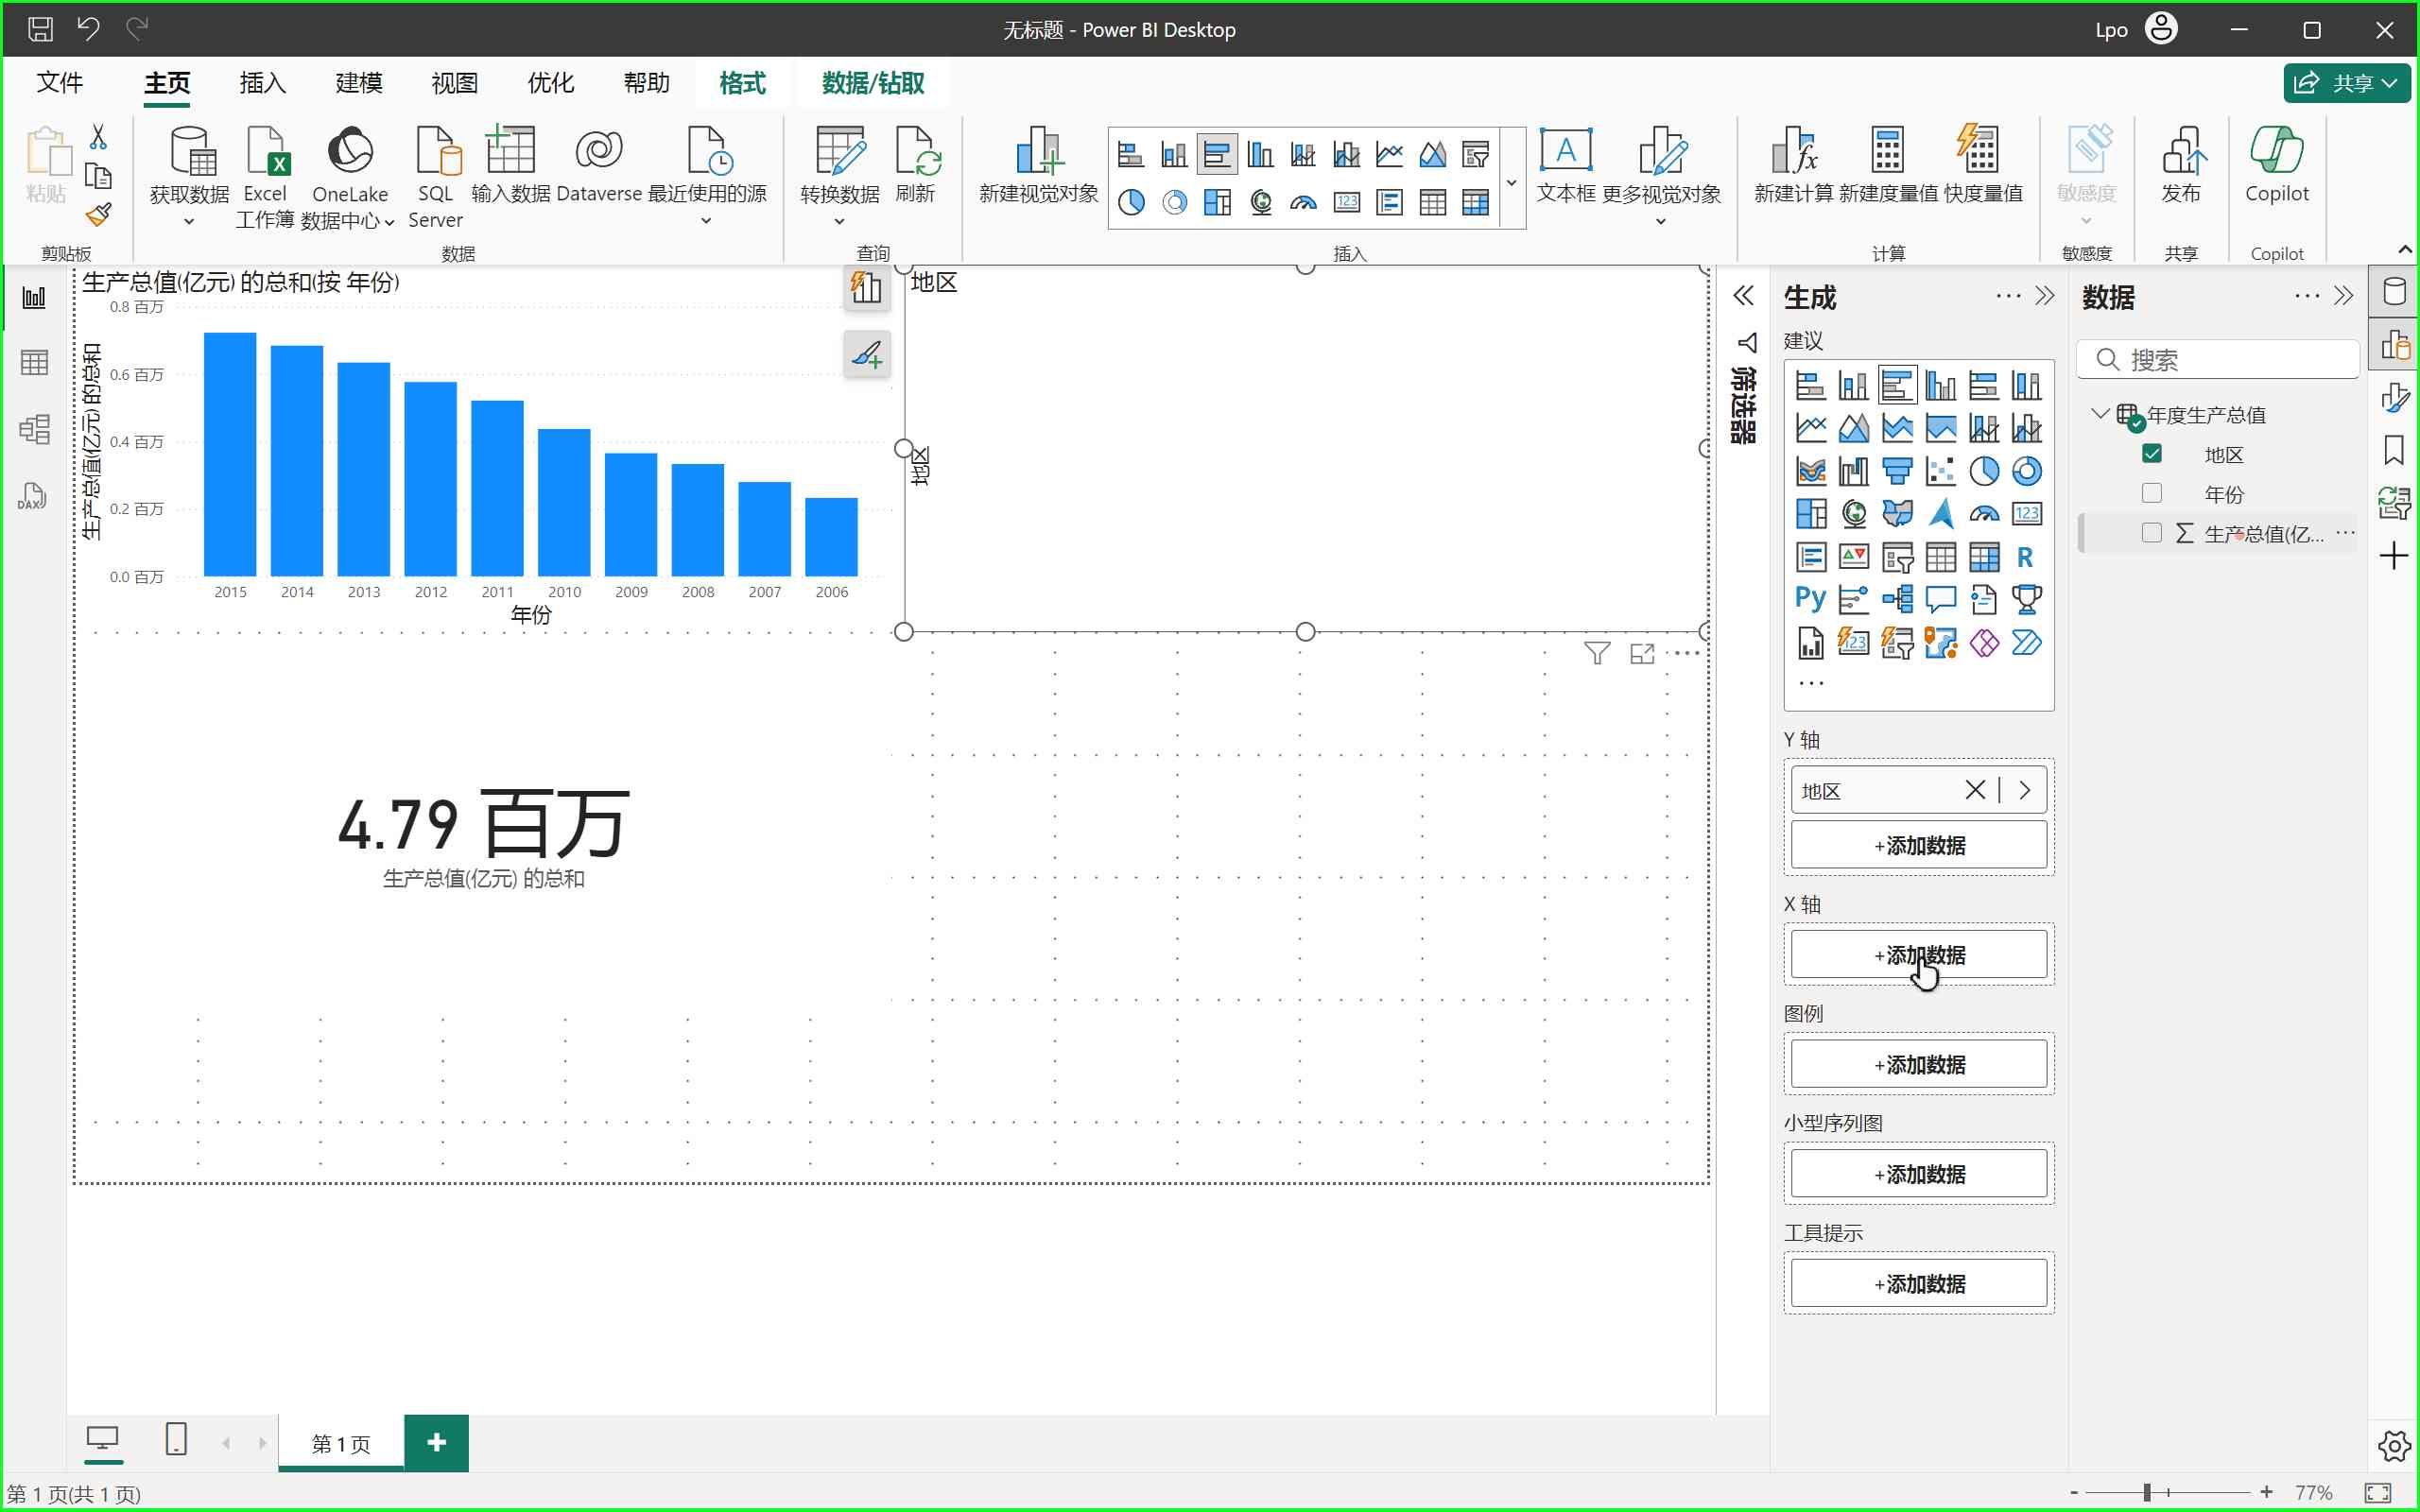 无标题 - Power BI Desktop
Lpo
文件 主页 插入 建模 视图 优化 帮助 格式 数据/钻取
共享
粘贴
获取数据
Excel 工作簿
OneLake 数据中心
SQL Server
输入数据
Dataverse
最近使用的源
转换数据
刷新
新建视觉对象
文本框
更多视觉对象
新建计算
新建度量值
快度量值
敏感度
发布
Copilot
剪贴板
数据
查询
插入
计算
敏感度
共享
Copilot
生产总值(亿元) 的总和(按 年份)
0.8 百万
0.6 百万
0.4 百万
0.2 百万
0.0 百万
生产总值(亿元) 的总和
2015 2014 2013 2012 2011 2010 2009 2008 2007 2006
年份
地区
地区
4.79 百万
生产总值(亿元) 的总和
筛选器
生成
建议
123
R
Py
123
Y 轴
地区
+添加数据
X 轴
+添加数据
图例
+添加数据
小型序列图
+添加数据
工具提示
+添加数据
数据
搜索
年度生产总值
地区
年份
生产总值(亿...
DAX
第 1 页
第 1 页(共 1 页)
- + 77%